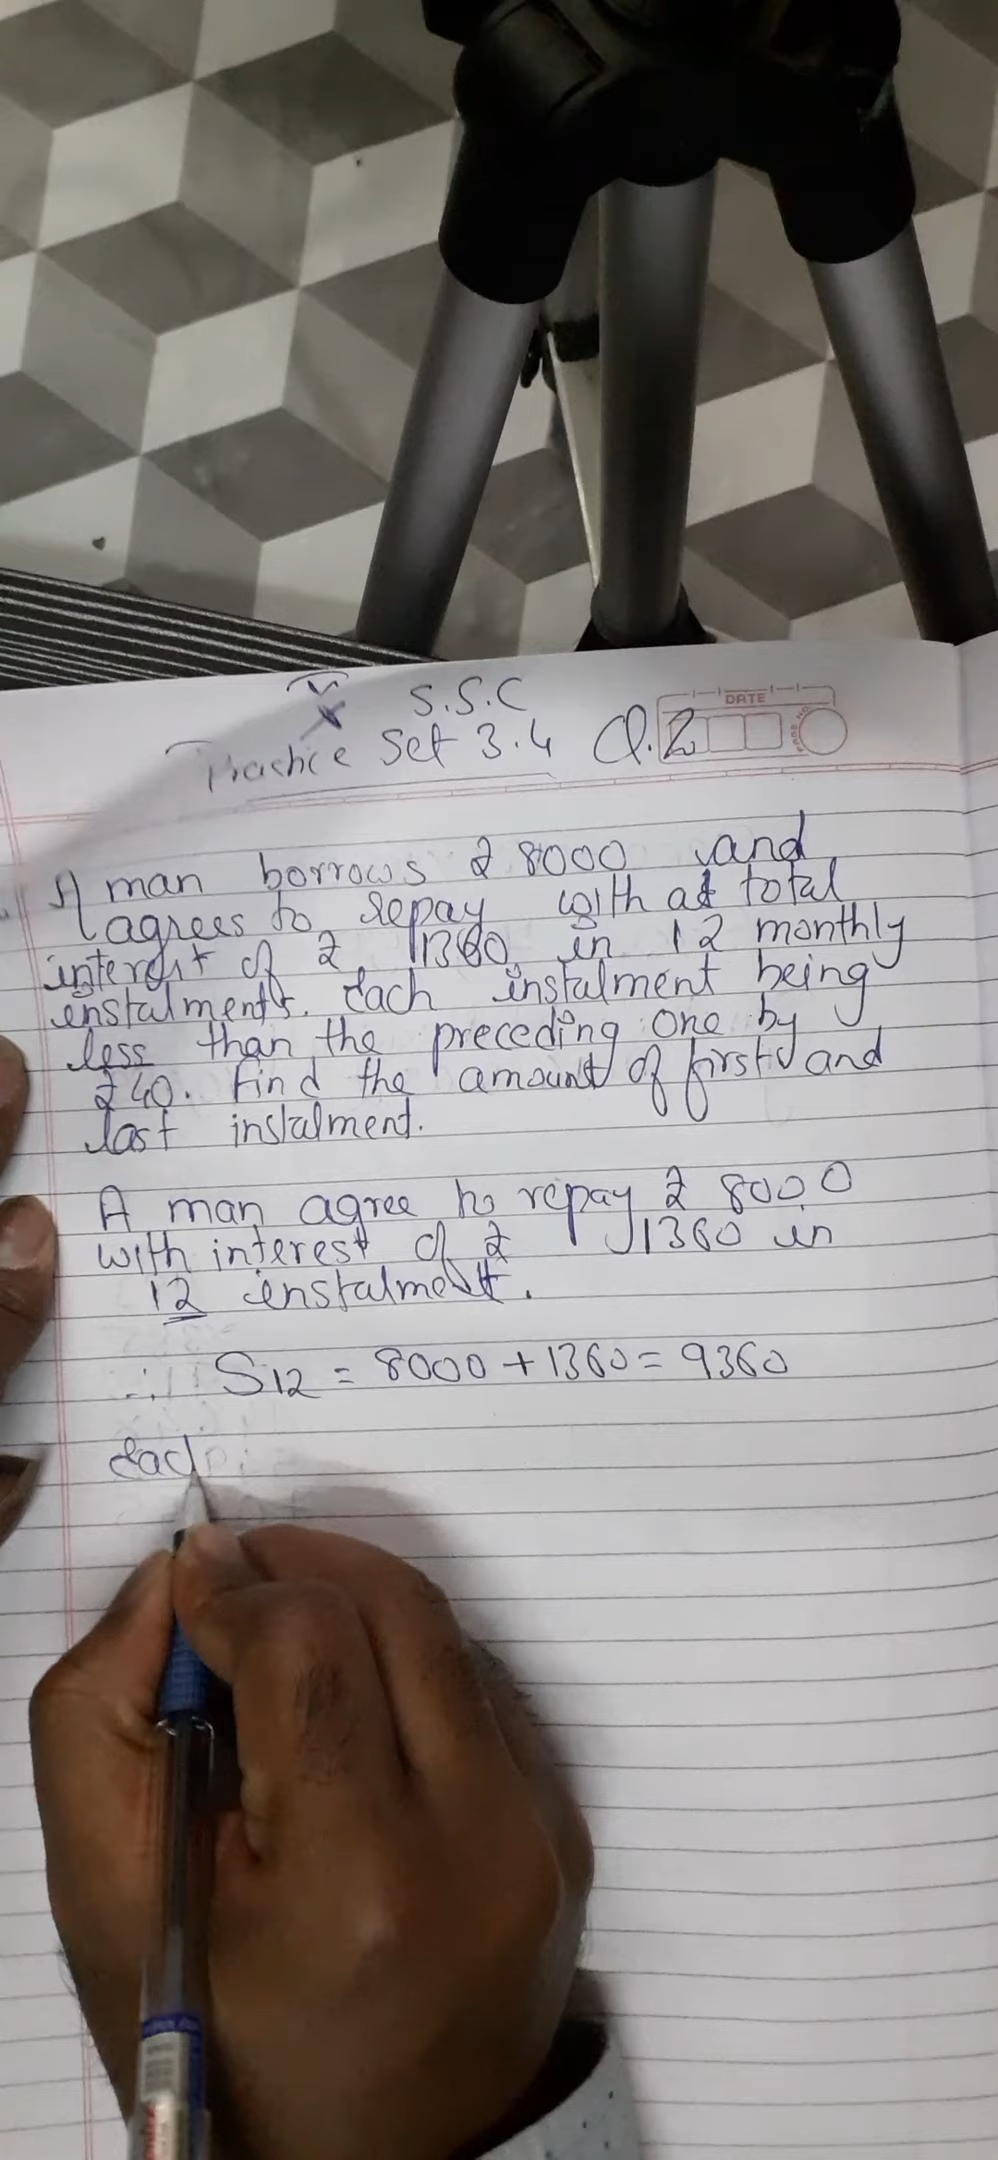 X S.S.C
Practice Set 3.4 Q.2
DATE
A man borrows ₹ 8000 and
agrees to repay with at total
interest of ₹ 1360 in 12 monthly
instalments. Each instalment being
less than the preceding one by
₹ 40. Find the amount of first and
last instalment.
A man agree to repay ₹ 8000
with interest of ₹ 1360 in
12 instalment.
∴ S12 = 8000 + 1360 = 9360
Each